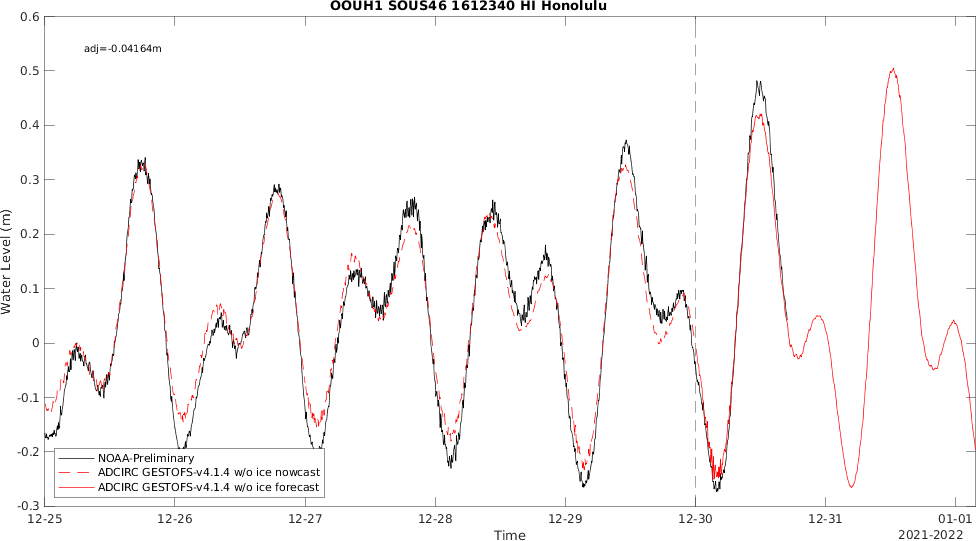 OOUH1 SOUS46 1612340 HI Honolulu
adj=-0.04164m
0.6
0.5
0.4
0.3
0.2
0.1
0
-0.1
-0.2
-0.3
Water Level (m)
NOAA-Preliminary
ADCIRC GESTOFS-v4.1.4 w/o ice nowcast
ADCIRC GESTOFS-v4.1.4 w/o ice forecast
12-25 12-26 12-27 12-28 12-29 12-30 12-31 01-01
Time
2021-2022